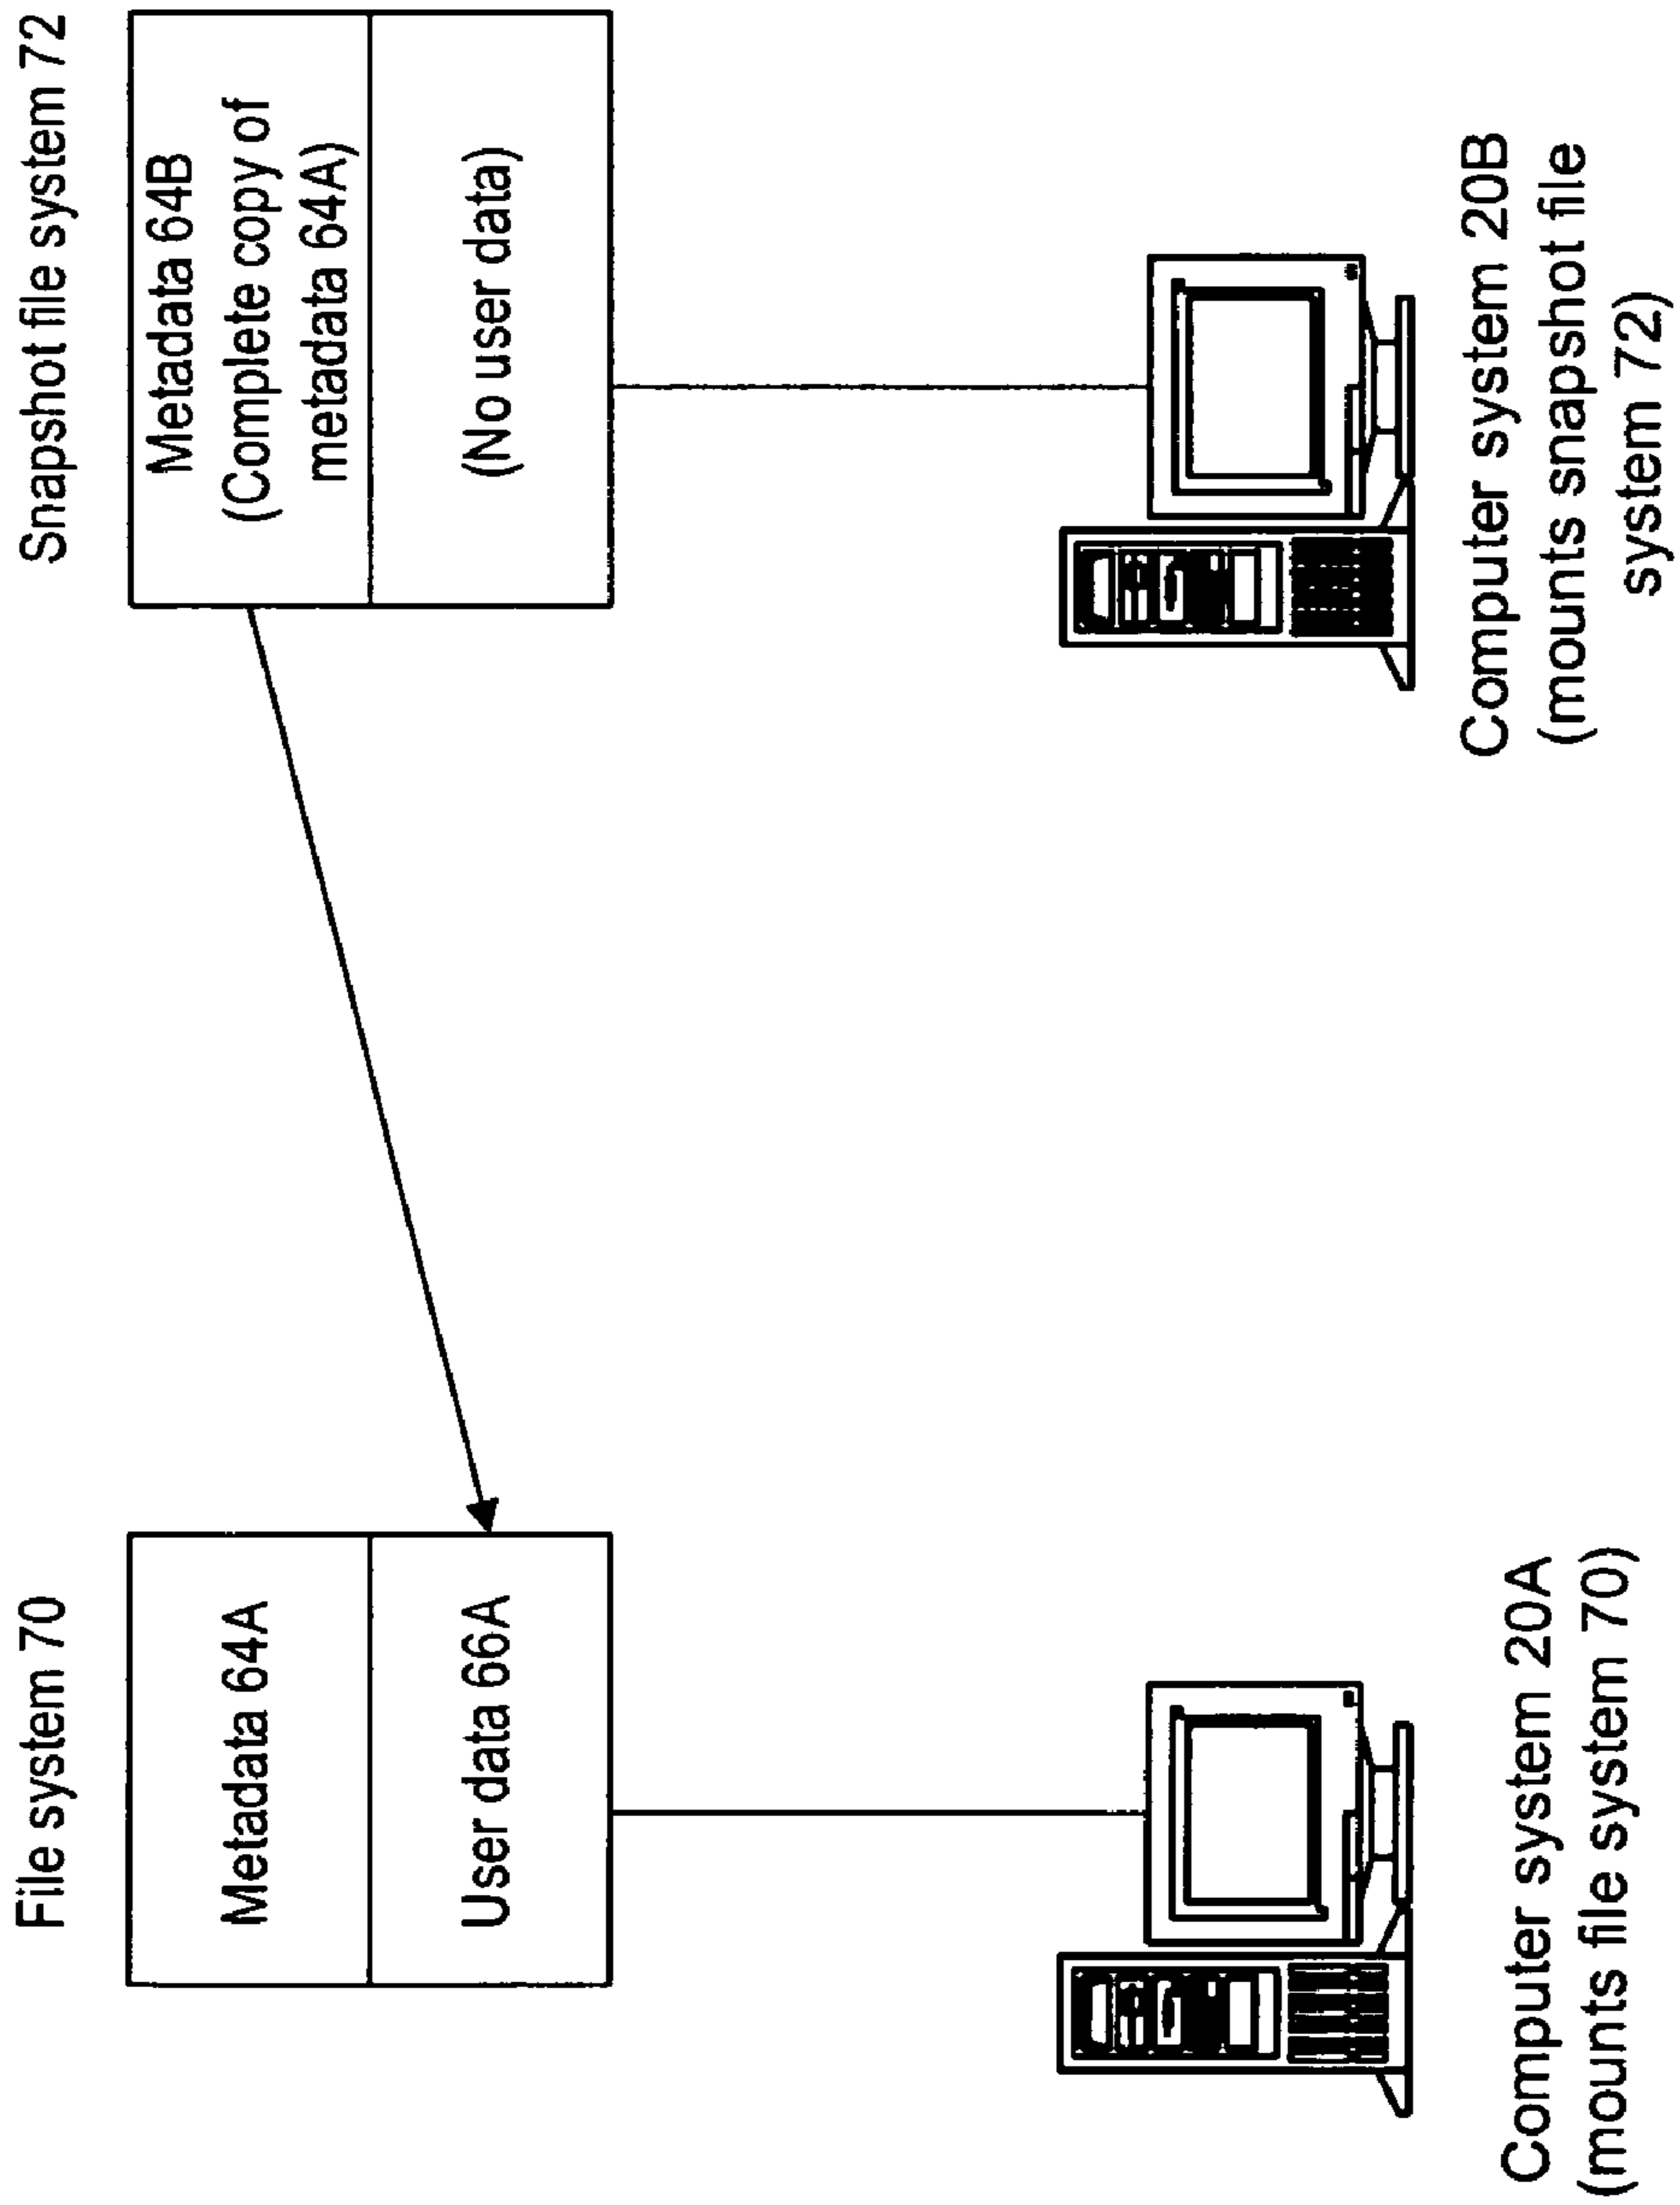 File system 70
Metadata 64A
User data 66A
Computer system 20A
(mounts file system 70)
Snapshot file system 72
Metadata 64B
(Complete copy of
metadata 64A)
(No user data)
Computer system 20B
(mounts snapshot file
system 72)